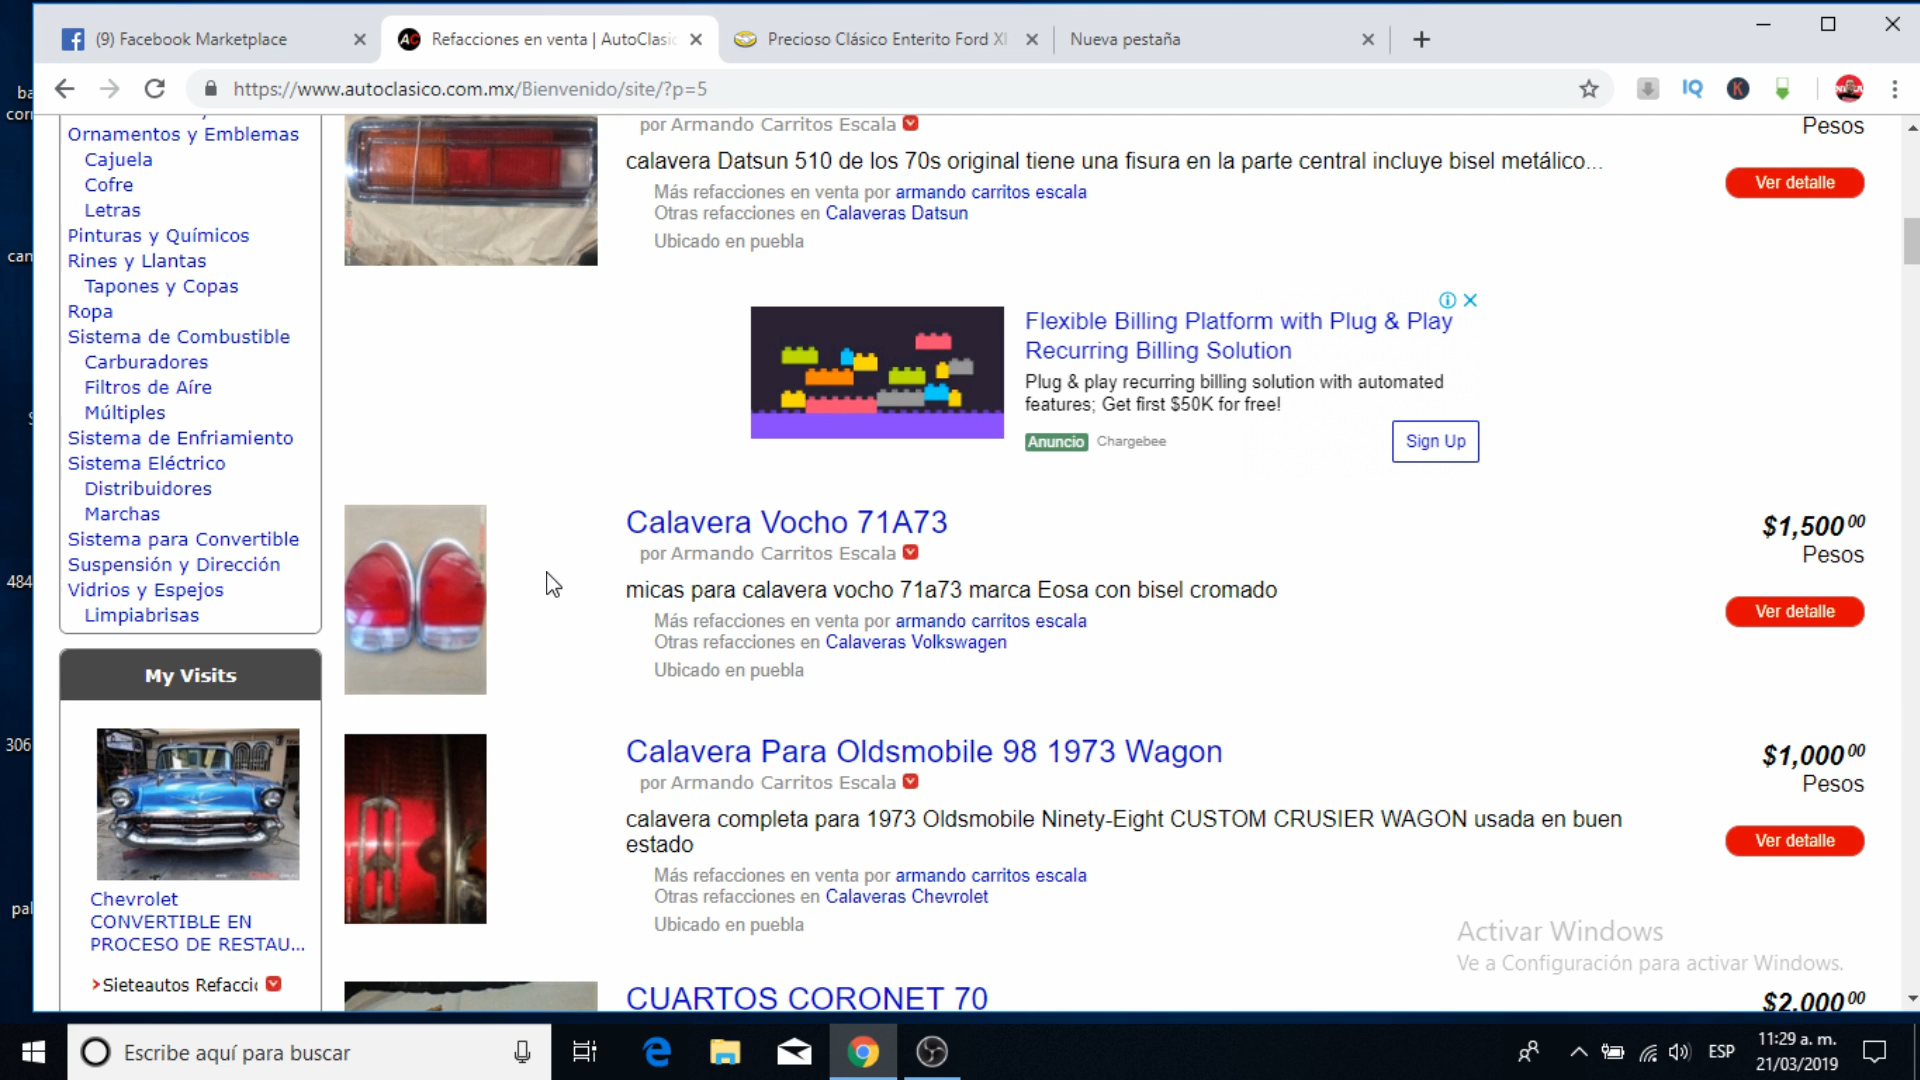 (9) Facebook Marketplace
Refacciones en venta | AutoClasic
Precioso Clásico Enterito Ford XI
Nueva pestaña
https://www.autoclasico.com.mx/Bienvenido/site/?p=5
IQ
K
Ornamentos y Emblemas
Cajuela
Cofre
Letras
Pinturas y Químicos
Rines y Llantas
Tapones y Copas
Ropa
Sistema de Combustible
Carburadores
Filtros de Aíre
Múltiples
Sistema de Enfriamiento
Sistema Eléctrico
Distribuidores
Marchas
Sistema para Convertible
Suspensión y Dirección
Vidrios y Espejos
Limpiabrisas
My Visits
Chevrolet
CONVERTIBLE EN
PROCESO DE RESTAU...
Sieteautos Refacci
por Armando Carritos Escala
Pesos
calavera Datsun 510 de los 70s original tiene una fisura en la parte central incluye bisel metálico...
Ver detalle
Más refacciones en venta por armando carritos escala
Otras refacciones en Calaveras Datsun
Ubicado en puebla
Flexible Billing Platform with Plug & Play
Recurring Billing Solution
Plug & play recurring billing solution with automated
features; Get first $50K for free!
Anuncio Chargebee
Sign Up
Calavera Vocho 71A73
$1,500 00
por Armando Carritos Escala
Pesos
micas para calavera vocho 71a73 marca Eosa con bisel cromado
Ver detalle
Más refacciones en venta por armando carritos escala
Otras refacciones en Calaveras Volkswagen
Ubicado en puebla
Calavera Para Oldsmobile 98 1973 Wagon
$1,000 00
por Armando Carritos Escala
Pesos
calavera completa para 1973 Oldsmobile Ninety-Eight CUSTOM CRUSIER WAGON usada en buen
estado
Ver detalle
Más refacciones en venta por armando carritos escala
Otras refacciones en Calaveras Chevrolet
Ubicado en puebla
Activar Windows
Ve a Configuración para activar Windows.
CUARTOS CORONET 70
$2,000 00
ba
cor
can
484
306
pal
Escribe aquí para buscar
ESP
11:29 a. m.
21/03/2019